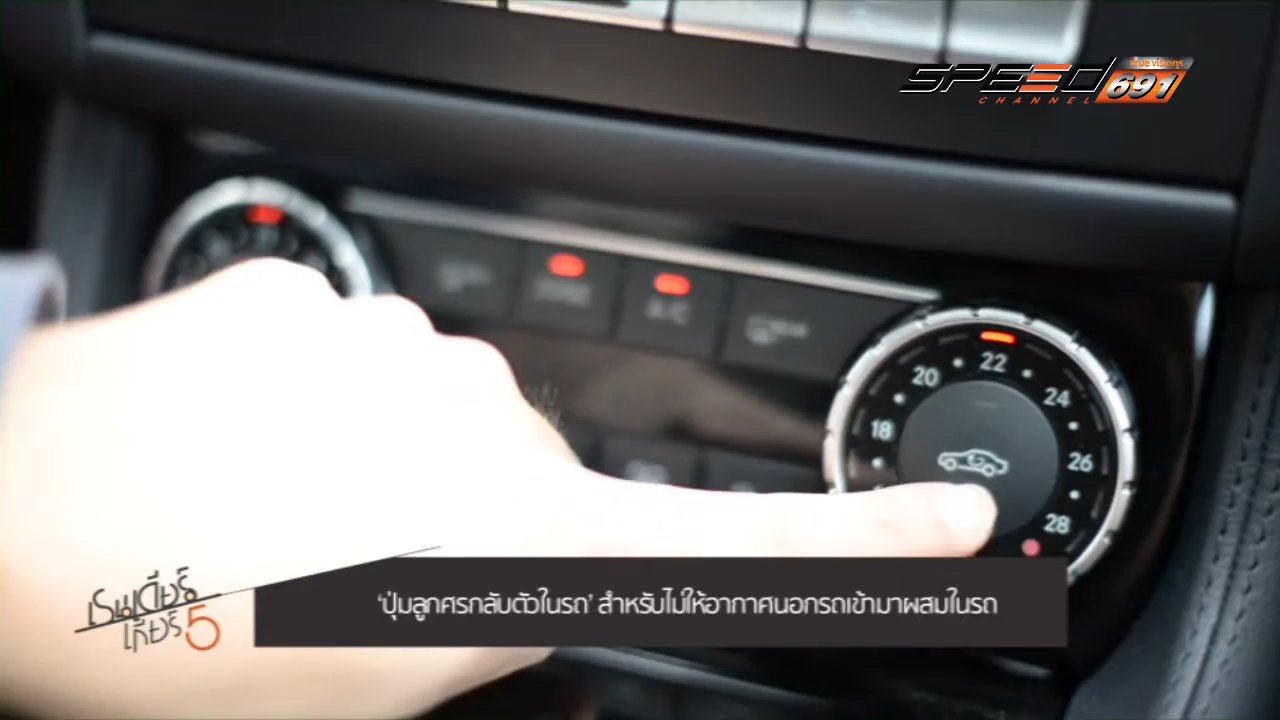 true visions
SPEED
691
CHANNEL
A/C
20
22
24
18
26
28
เรนเดียร์
เกียร์ 5
‘ปุ่มลูกศรกลับตัวในรถ’ สำหรับไม่ให้อากาศนอกรถเข้ามาผสมในรถ